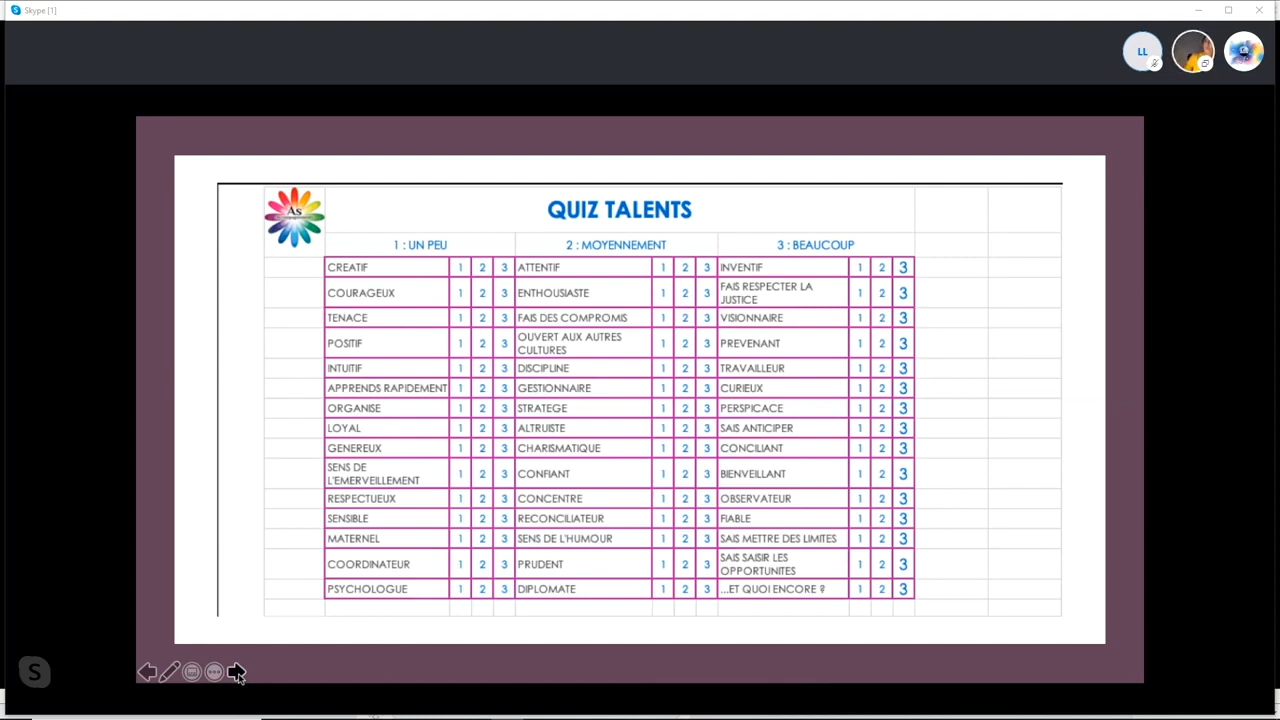 Skype [1]
LL
As
QUIZ TALENTS
1 : UN PEU 2 : MOYENNEMENT 3 : BEAUCOUP
CREATIF 1 2 3 ATTENTIF 1 2 3 INVENTIF 1 2 3
COURAGEUX 1 2 3 ENTHOUSIASTE 1 2 3 FAIS RESPECTER LA
JUSTICE 1 2 3
TENACE 1 2 3 FAIS DES COMPROMIS 1 2 3 VISIONNAIRE 1 2 3
POSITIF 1 2 3 OUVERT AUX AUTRES
CULTURES 1 2 3 PREVENANT 1 2 3
INTUITIF 1 2 3 DISCIPLINE 1 2 3 TRAVAILLEUR 1 2 3
APPRENDS RAPIDEMENT 1 2 3 GESTIONNAIRE 1 2 3 CURIEUX 1 2 3
ORGANISE 1 2 3 STRATEGE 1 2 3 PERSPICACE 1 2 3
LOYAL 1 2 3 ALTRUISTE 1 2 3 SAIS ANTICIPER 1 2 3
GENEREUX 1 2 3 CHARISMATIQUE 1 2 3 CONCILIANT 1 2 3
SENS DE
L'EMERVEILLEMENT 1 2 3 CONFIANT 1 2 3 BIENVEILLANT 1 2 3
RESPECTUEUX 1 2 3 CONCENTRE 1 2 3 OBSERVATEUR 1 2 3
SENSIBLE 1 2 3 RECONCILIATEUR 1 2 3 FIABLE 1 2 3
MATERNEL 1 2 3 SENS DE L'HUMOUR 1 2 3 SAIS METTRE DES LIMITES 1 2 3
COORDINATEUR 1 2 3 PRUDENT 1 2 3 SAIS SAISIR LES
OPPORTUNITES 1 2 3
PSYCHOLOGUE 1 2 3 DIPLOMATE 1 2 3 ...ET QUOI ENCORE ? 1 2 3
S